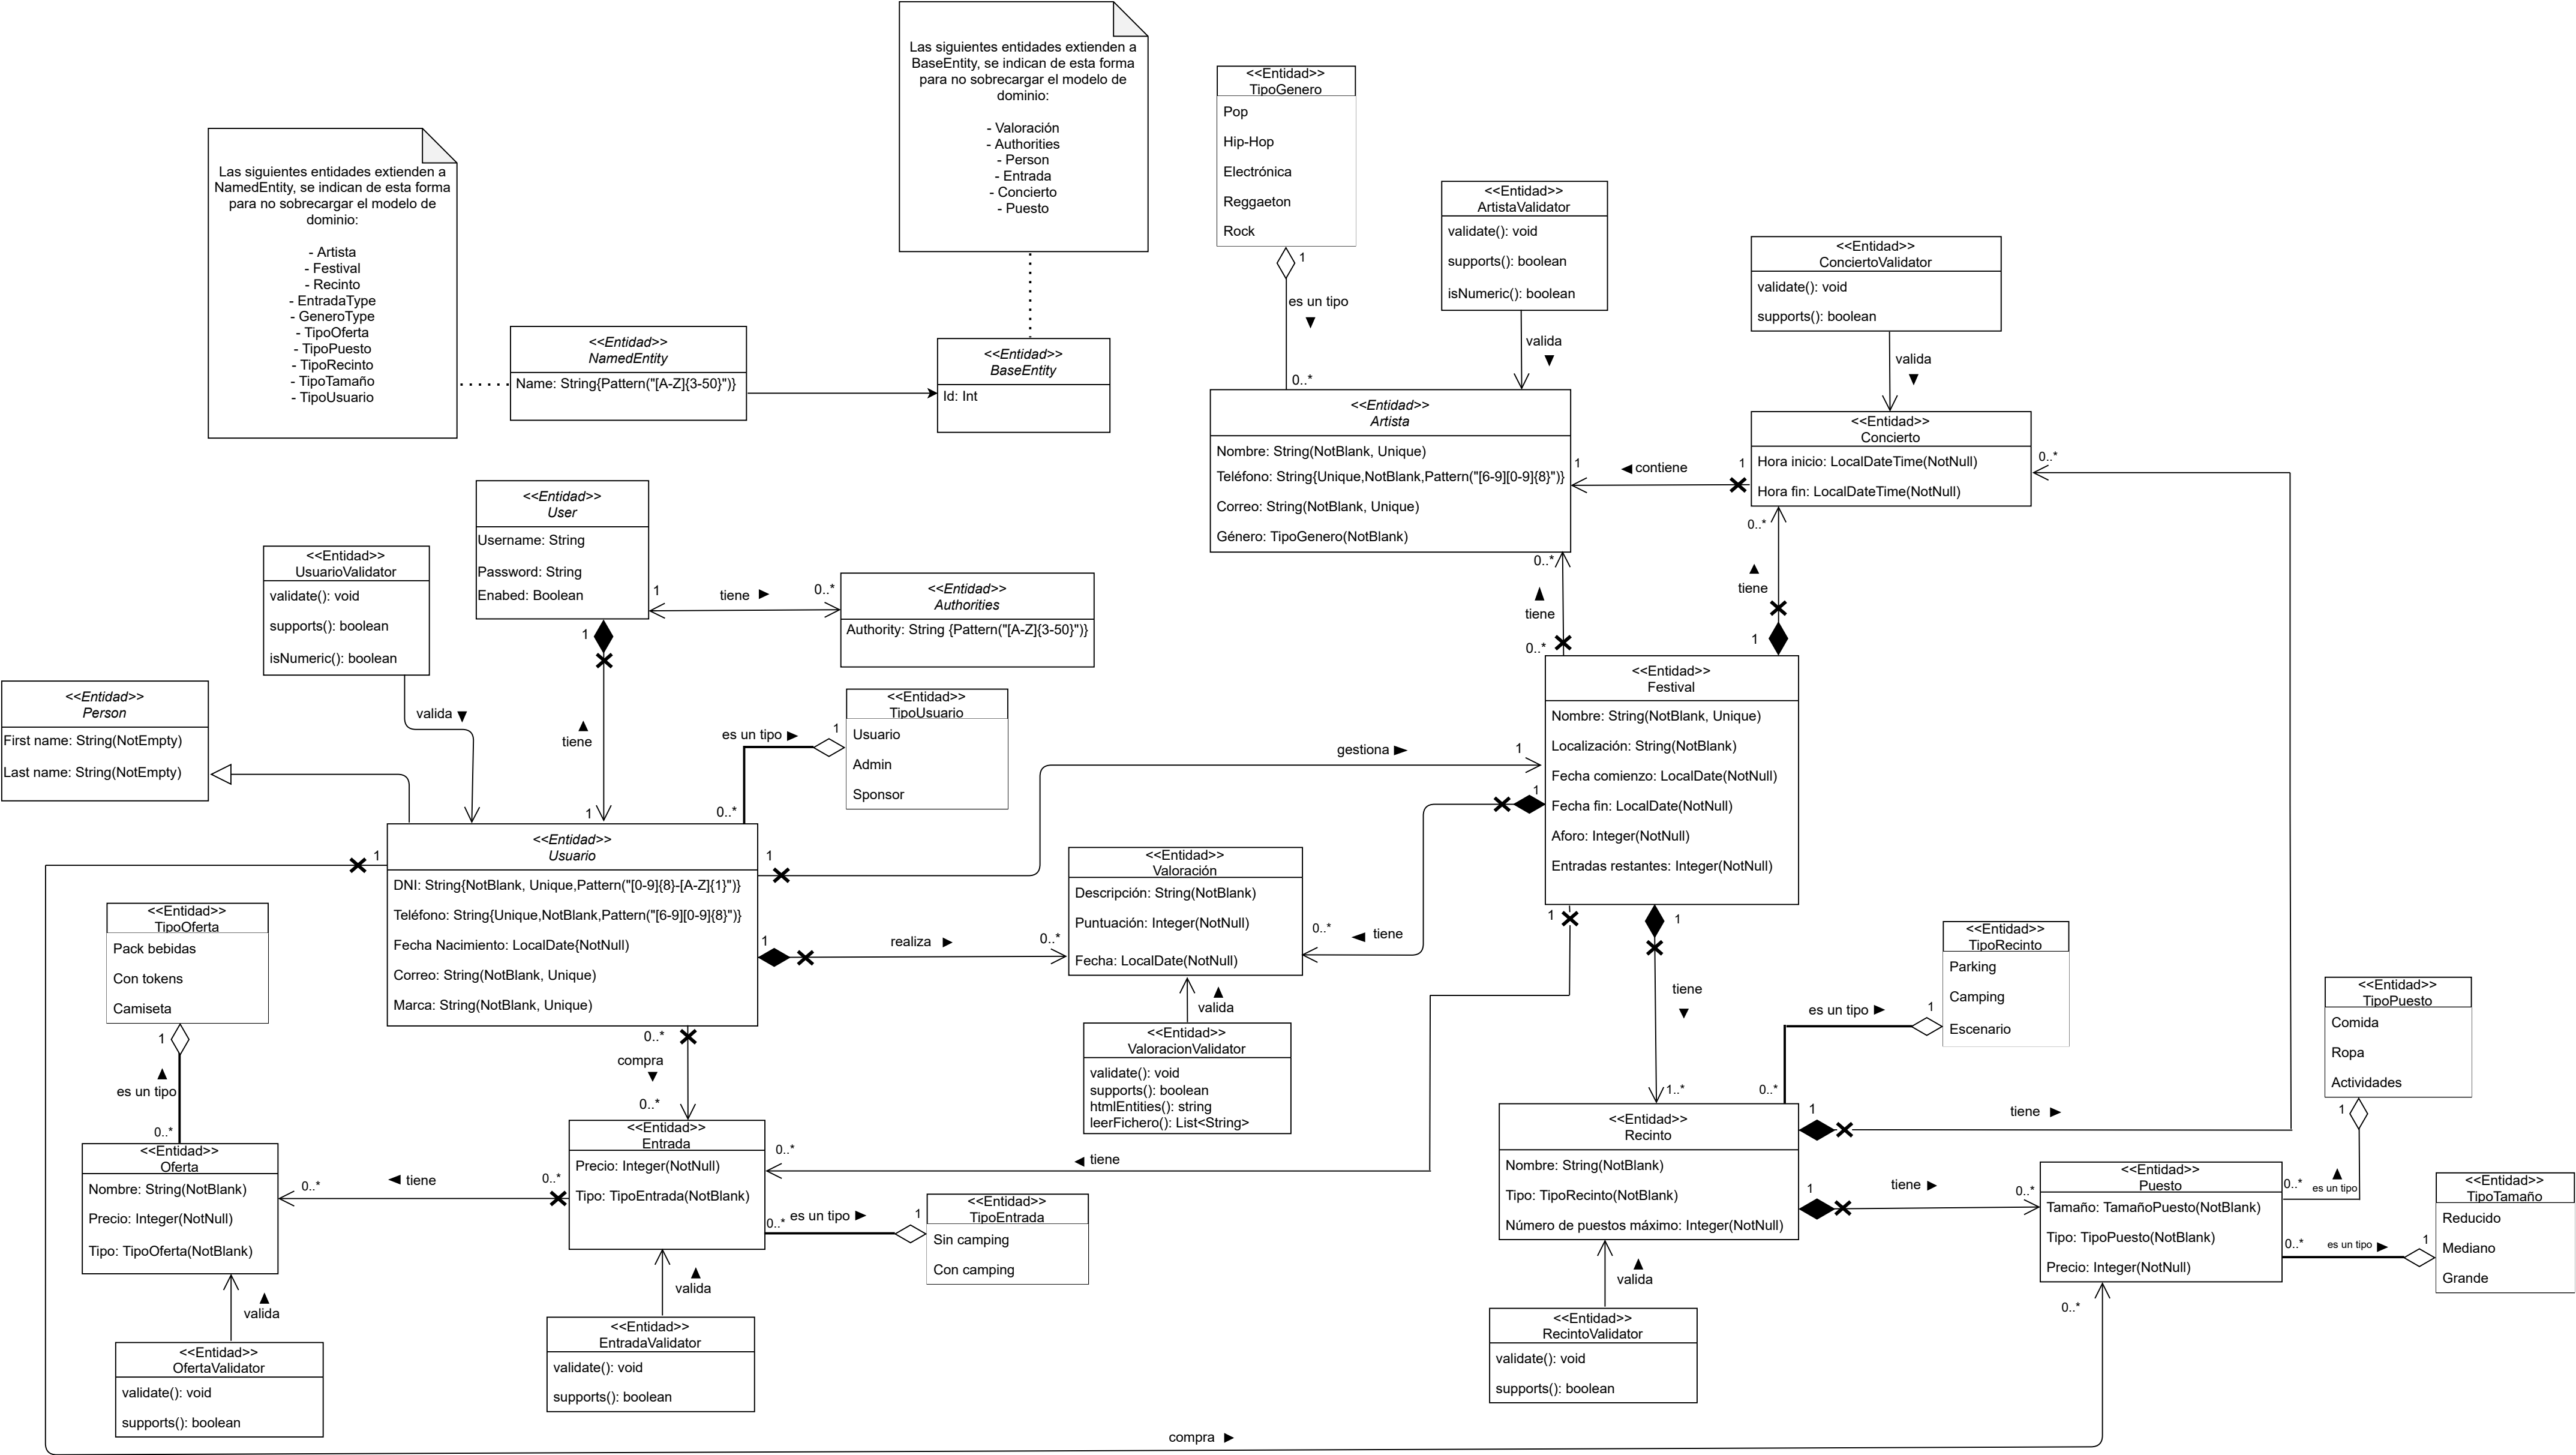 Las siguientes entidades extienden a
BaseEntity, se indican de esta forma
para no sobrecargar el modelo de
dominio:
- Valoración
- Authorities
- Person
- Entrada
- Concierto
- Puesto
Las siguientes entidades extienden a
NamedEntity, se indican de esta forma
para no sobrecargar el modelo de
dominio:
- Artista
- Festival
- Recinto
- EntradaType
- GeneroType
- TipoOferta
- TipoPuesto
- TipoRecinto
- TipoTamaño
- TipoUsuario
<<Entidad>>
NamedEntity
Name: String{Pattern("[A-Z]{3-50}")}
<<Entidad>>
BaseEntity
Id: Int
<<Entidad>>
TipoGenero
Pop
Hip-Hop
Electrónica
Reggaeton
Rock
1
es un tipo
0..*
<<Entidad>>
ArtistaValidator
validate(): void
supports(): boolean
isNumeric(): boolean
valida
<<Entidad>>
ConciertoValidator
validate(): void
supports(): boolean
valida
<<Entidad>>
Artista
Nombre: String(NotBlank, Unique)
Teléfono: String{Unique,NotBlank,Pattern("[6-9][0-9]{8}")}
Correo: String(NotBlank, Unique)
Género: TipoGenero(NotBlank)
1
contiene
1
<<Entidad>>
Concierto
Hora inicio: LocalDateTime(NotNull)
Hora fin: LocalDateTime(NotNull)
0..*
0..*
tiene
1
0..*
tiene
0..*
<<Entidad>>
User
Username: String
Password: String
Enabed: Boolean
1
tiene
0..*
<<Entidad>>
Authorities
Authority: String {Pattern("[A-Z]{3-50}")}
<<Entidad>>
UsuarioValidator
validate(): void
supports(): boolean
isNumeric(): boolean
valida
1
tiene
1
<<Entidad>>
Person
First name: String(NotEmpty)
Last name: String(NotEmpty)
<<Entidad>>
TipoUsuario
Usuario
Admin
Sponsor
es un tipo
1
0..*
<<Entidad>>
Festival
Nombre: String(NotBlank, Unique)
Localización: String(NotBlank)
Fecha comienzo: LocalDate(NotNull)
Fecha fin: LocalDate(NotNull)
Aforo: Integer(NotNull)
Entradas restantes: Integer(NotNull)
gestiona
1
1
1
<<Entidad>>
Usuario
DNI: String{NotBlank, Unique,Pattern("[0-9]{8}-[A-Z]{1}")}
Teléfono: String{Unique,NotBlank,Pattern("[6-9][0-9]{8}")}
Fecha Nacimiento: LocalDate{NotNull)
Correo: String(NotBlank, Unique)
Marca: String(NotBlank, Unique)
1
1
realiza
0..*
<<Entidad>>
Valoración
Descripción: String(NotBlank)
Puntuación: Integer(NotNull)
Fecha: LocalDate(NotNull)
0..*
tiene
valida
<<Entidad>>
ValoracionValidator
validate(): void
supports(): boolean
htmlEntities(): string
leerFichero(): List<String>
<<Entidad>>
TipoOferta
Pack bebidas
Con tokens
Camiseta
1
es un tipo
0..*
0..*
compra
0..*
<<Entidad>>
Oferta
Nombre: String(NotBlank)
Precio: Integer(NotNull)
Tipo: TipoOferta(NotBlank)
0..*
tiene
0..*
<<Entidad>>
Entrada
Precio: Integer(NotNull)
Tipo: TipoEntrada(NotBlank)
0..*
tiene
1
0..*
es un tipo
1
<<Entidad>>
TipoEntrada
Sin camping
Con camping
valida
<<Entidad>>
OfertaValidator
validate(): void
supports(): boolean
valida
<<Entidad>>
EntradaValidator
validate(): void
supports(): boolean
1
tiene
1..*
<<Entidad>>
TipoRecinto
Parking
Camping
Escenario
es un tipo
1
0..*
<<Entidad>>
Recinto
Nombre: String(NotBlank)
Tipo: TipoRecinto(NotBlank)
Número de puestos máximo: Integer(NotNull)
1
tiene
1
tiene
0..*
valida
<<Entidad>>
RecintoValidator
validate(): void
supports(): boolean
<<Entidad>>
TipoPuesto
Comida
Ropa
Actividades
1
0..*
es un tipo
<<Entidad>>
Puesto
Tamaño: TamañoPuesto(NotBlank)
Tipo: TipoPuesto(NotBlank)
Precio: Integer(NotNull)
0..*
es un tipo
1
<<Entidad>>
TipoTamaño
Reducido
Mediano
Grande
0..*
compra